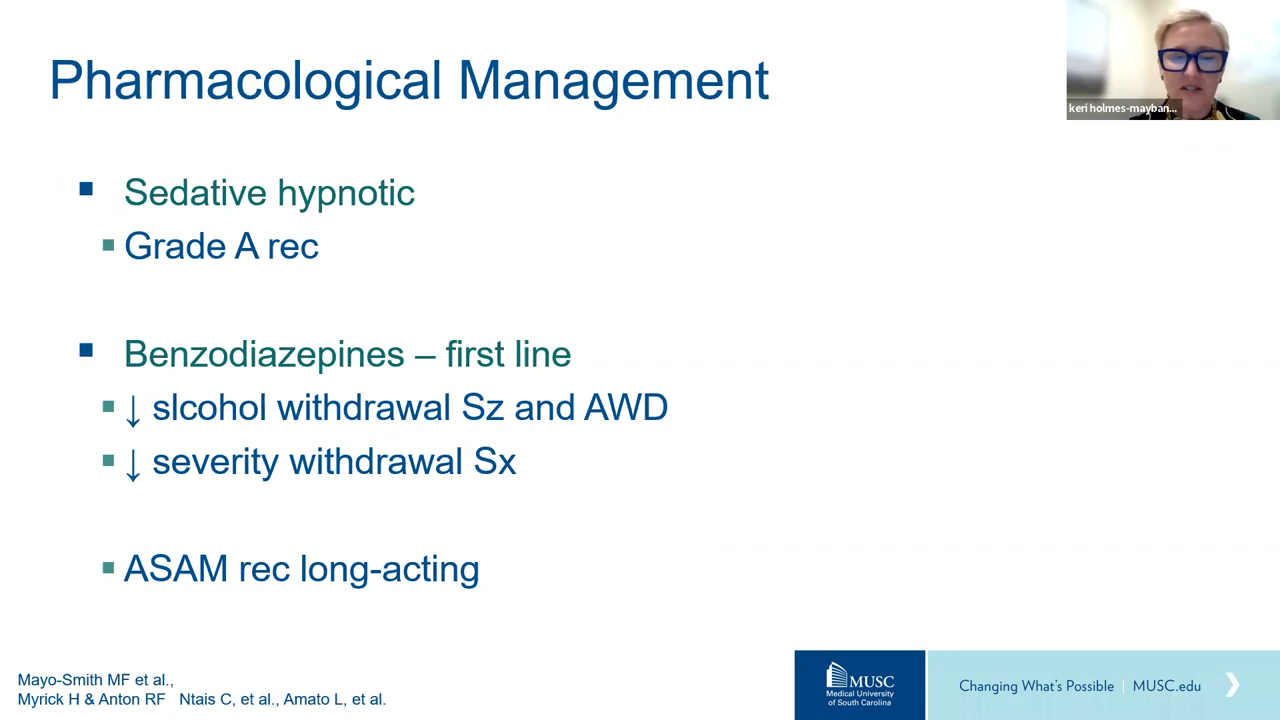 Pharmacological Management
keri holmes-mayban...
Sedative hypnotic
Grade A rec
Benzodiazepines – first line
↓ slcohol withdrawal Sz and AWD
↓ severity withdrawal Sx
ASAM rec long-acting
Mayo-Smith MF et al.,
Myrick H & Anton RF Ntais C, et al., Amato L, et al.
MUSC
Medical University
of South Carolina
Changing What's Possible | MUSC.edu